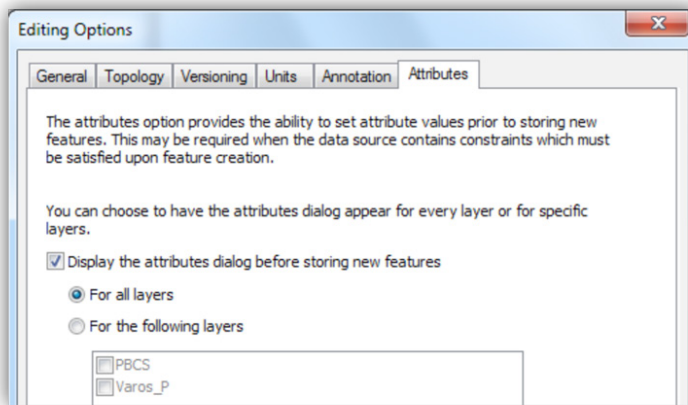 Editing Options
General Topology Versioning Units Annotation Attributes
The attributes option provides the ability to set attribute values prior to storing new
features. This may be required when the data source contains constraints which must
be satisfied upon feature creation.
You can choose to have the attributes dialog appear for every layer or for specific
layers.
Display the attributes dialog before storing new features
For all layers
For the following layers
PBCS
Varos_P